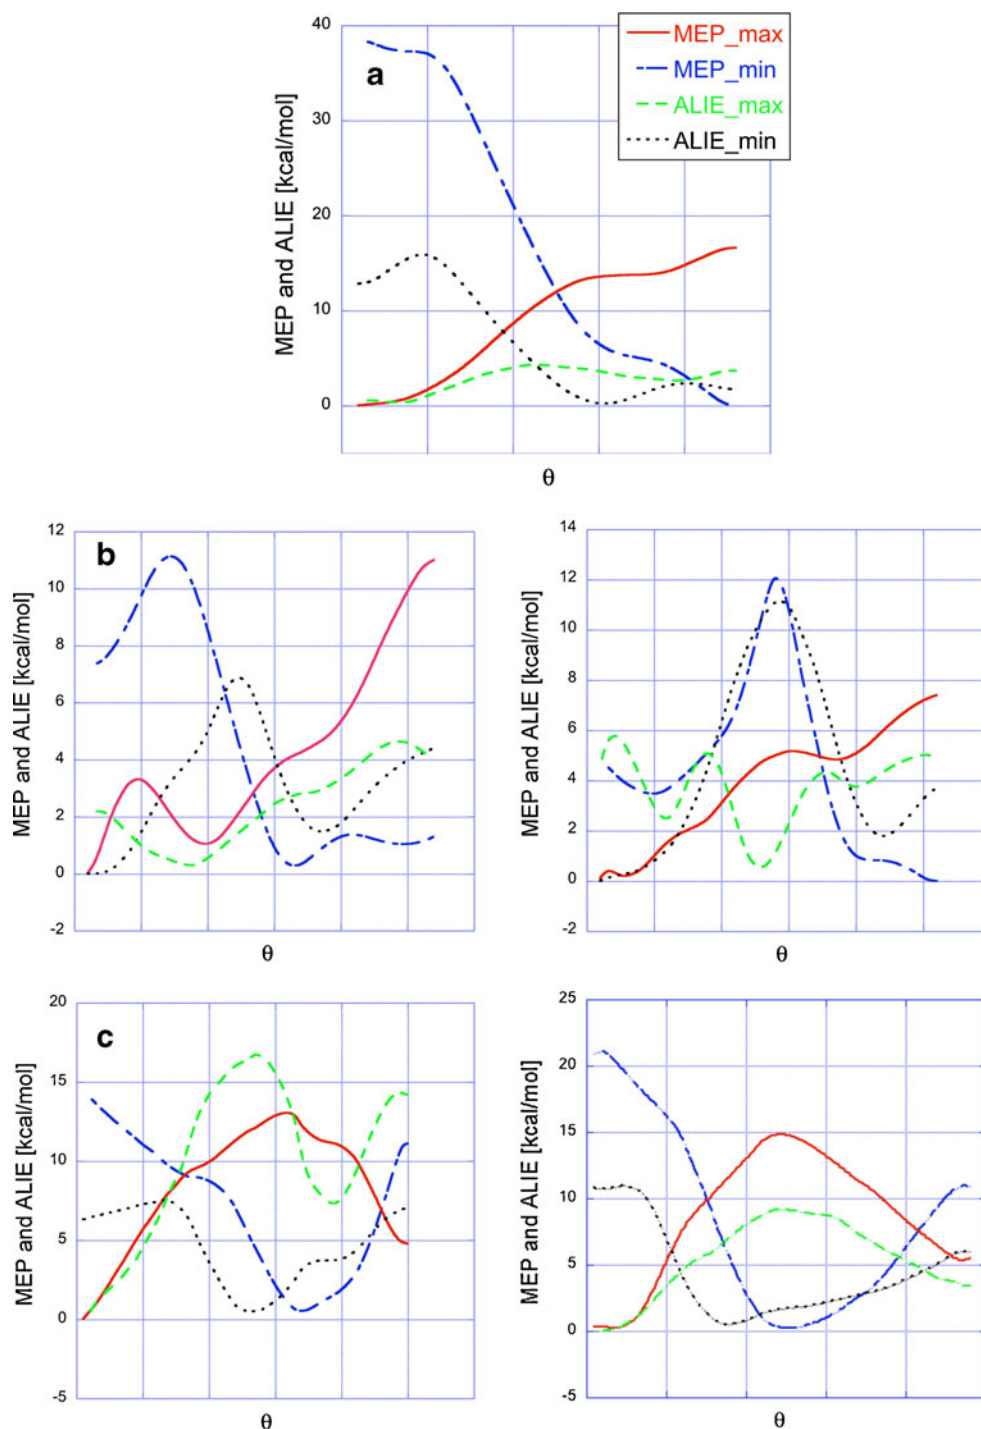 40
30
20
10
0
MEP and ALIE [kcal/mol]
a
MEP_max
MEP_min
ALIE_max
ALIE_min
θ
12
10
8
6
4
2
0
-2
MEP and ALIE [kcal/mol]
b
θ
14
12
10
8
6
4
2
0
-2
MEP and ALIE [kcal/mol]
θ
20
15
10
5
0
-5
MEP and ALIE [kcal/mol]
c
θ
25
20
15
10
5
0
-5
MEP and ALIE [kcal/mol]
θ